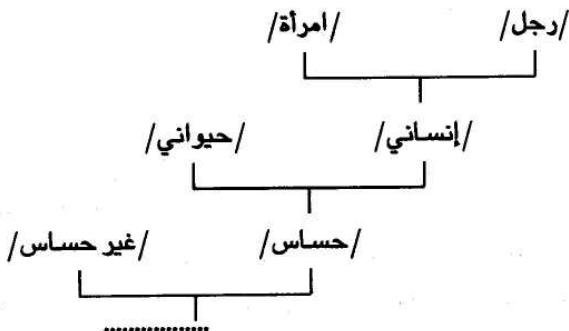 /رجل/ /امرأة/
/إنساني/ /حيواني/
/حساس/ /غير حساس/
................